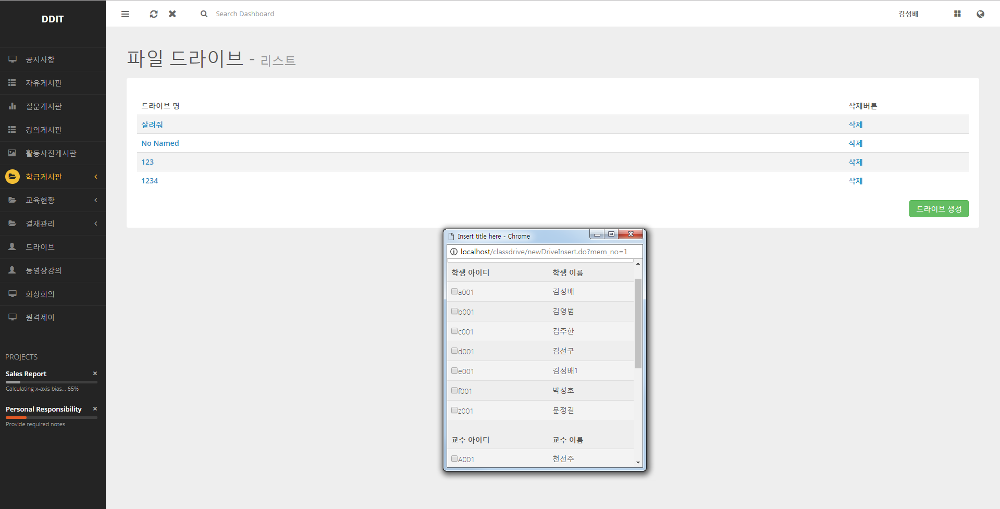 DDIT
Search Dashboard
김성배
공지사항
자유게시판
질문게시판
강의게시판
활동사진게시판
학급게시판
교육현황
결재관리
드라이브
동영상강의
화상회의
원격제어
PROJECTS
Sales Report
Calculating x-axis bias... 65%
Personal Responsibility
Provide required notes
파일 드라이브 - 리스트
드라이브 명 삭제버튼
살려줘 삭제
No Named 삭제
123 삭제
1234 삭제
드라이브 생성
Insert title here - Chrome
localhost/classdrive/newDriveInsert.do?mem_no=1
학생 아이디 학생 이름
a001 김성배
b001 김영범
c001 김주한
d001 김선구
e001 김성배1
f001 박성호
z001 문정길
교수 아이디 교수 이름
A001 천선주